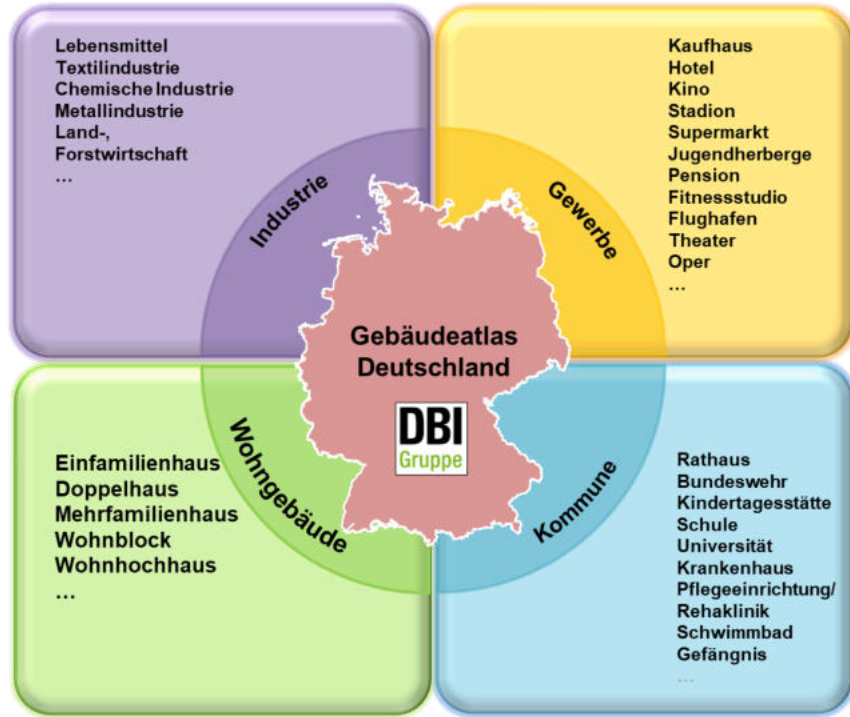 Lebensmittel
Textilindustrie
Chemische Industrie
Metallindustrie
Land-,
Forstwirtschaft
...
Industrie
Kaufhaus
Hotel
Kino
Stadion
Supermarkt
Jugendherberge
Pension
Fitnessstudio
Flughafen
Theater
Oper
...
Gewerbe
Gebäudeatlas
Deutschland
DBI
Gruppe
Einfamilienhaus
Doppelhaus
Mehrfamilienhaus
Wohnblock
Wohnhochhaus
...
Wohngebäude
Rathaus
Bundeswehr
Kindertagesstätte
Schule
Universität
Krankenhaus
Pflegeeinrichtung/
Rehaklinik
Schwimmbad
Gefängnis
...
Kommune